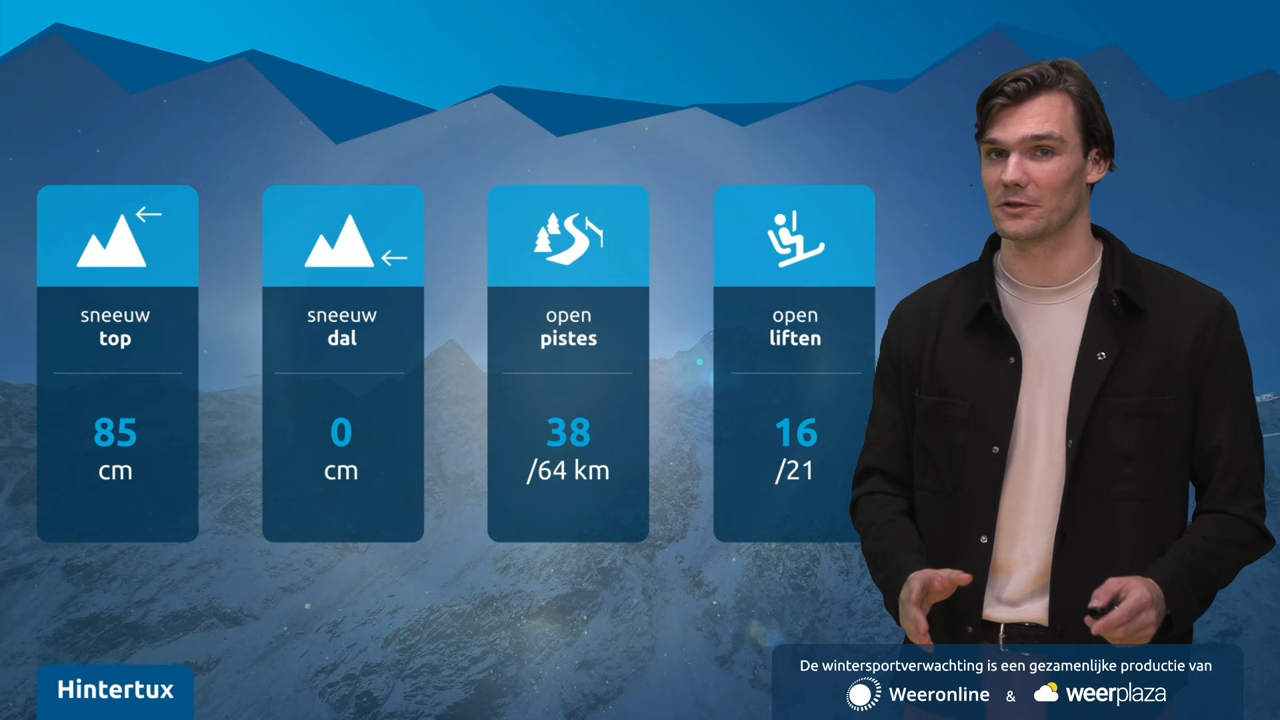 sneeuw
top
85
cm
sneeuw
dal
0
cm
open
pistes
38
/64 km
open
liften
16
/21
Hintertux
De wintersportverwachting is een gezamenlijke productie van
Weeronline & weerplaza